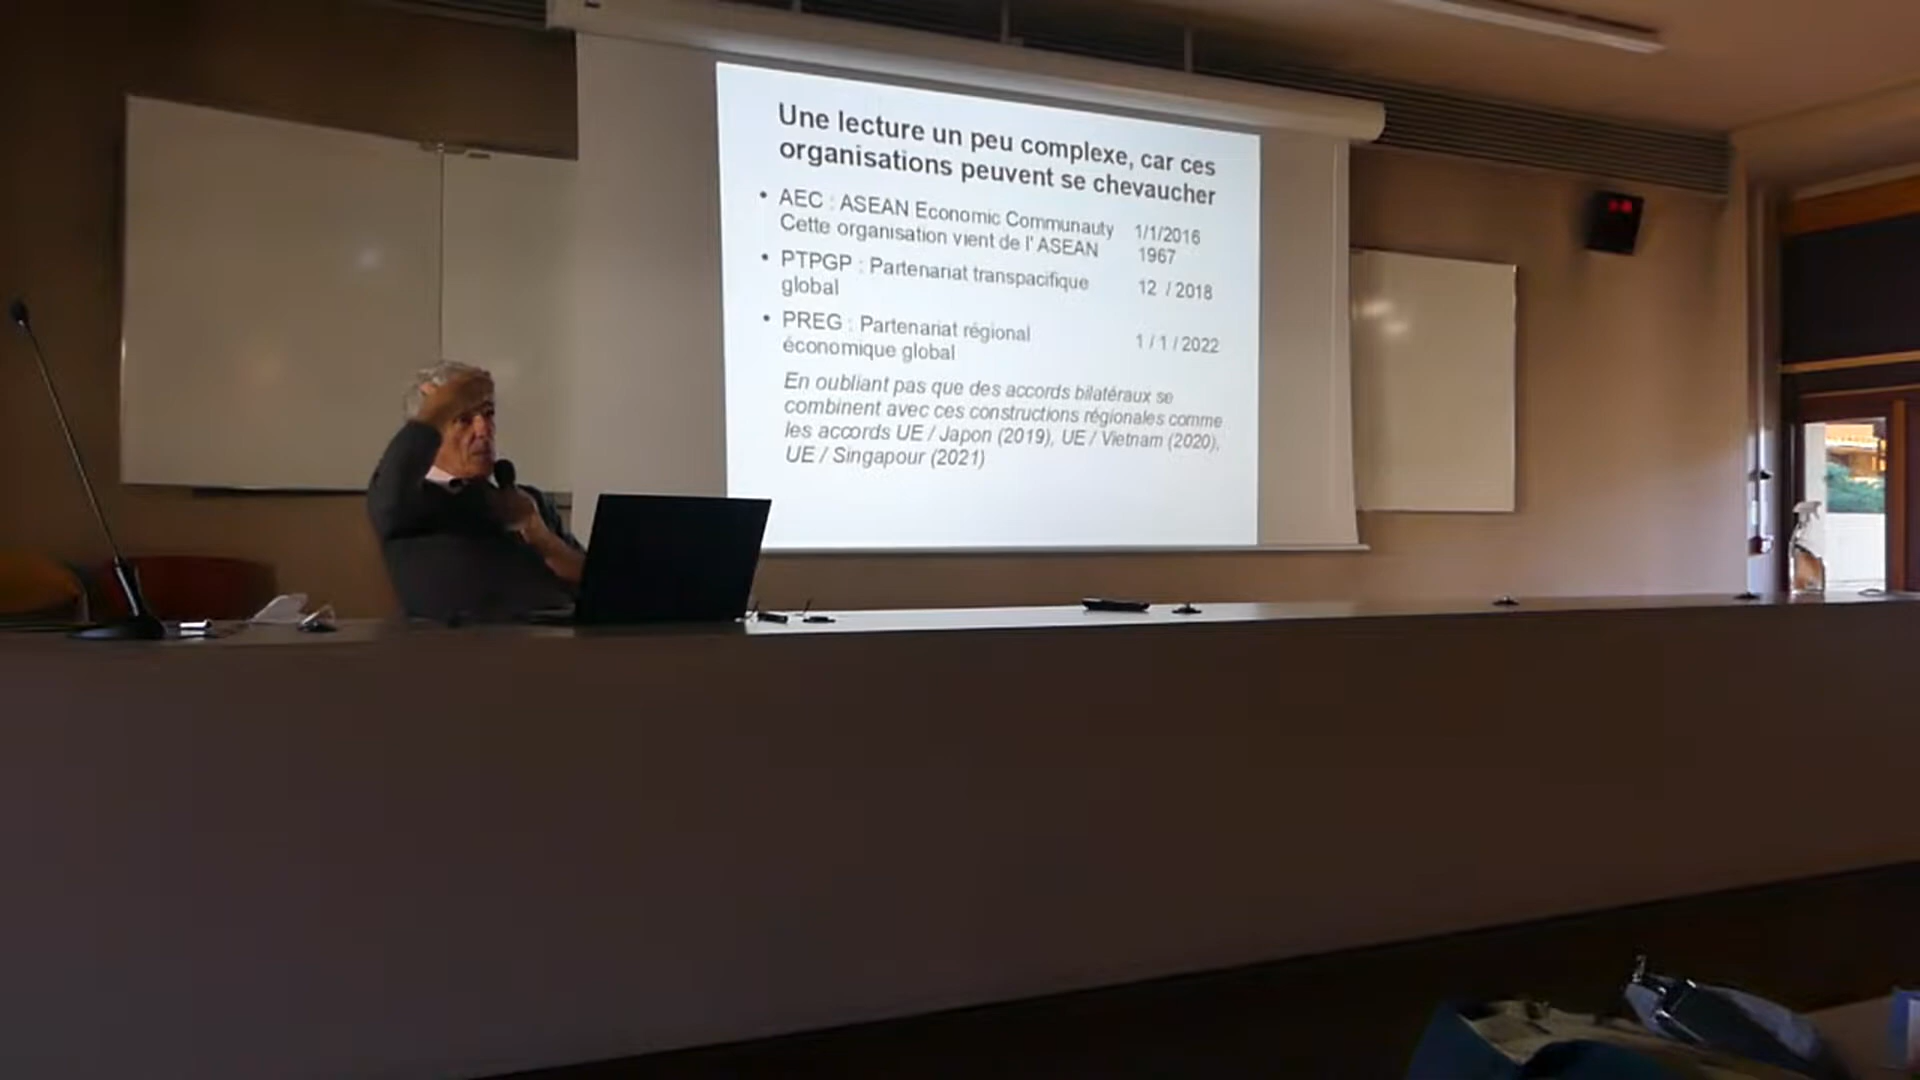 Une lecture un peu complexe, car ces
organisations peuvent se chevaucher
• AEC : ASEAN Economic Communauty 1/1/2016
Cette organisation vient de l' ASEAN 1967
• PTPGP : Partenariat transpacifique
global 12 / 2018
• PREG : Partenariat régional
économique global 1 / 1 / 2022
En oubliant pas que des accords bilatéraux se
combinent avec ces constructions régionales comme
les accords UE / Japon (2019), UE / Vietnam (2020),
UE / Singapour (2021)